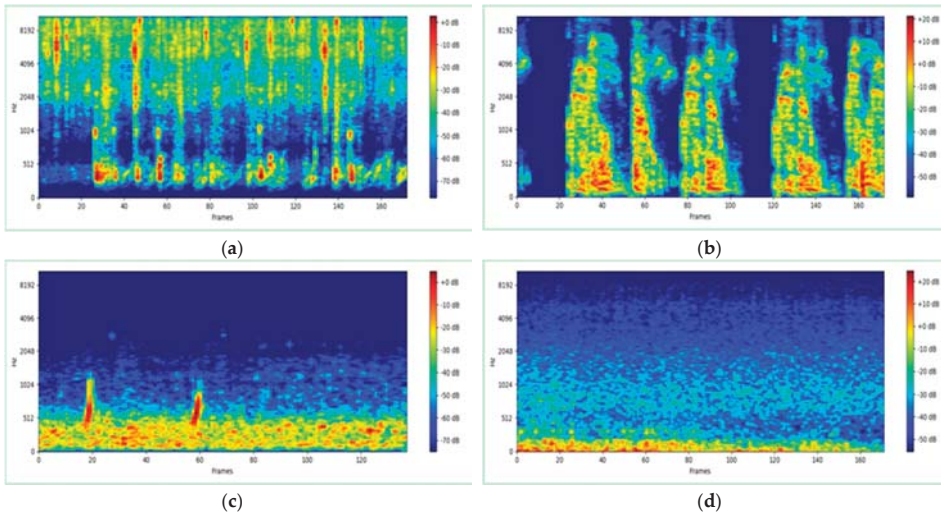 8192
4096
2048
1024
512
0
Hz
0 20 40 60 80 100 120 140 160
Frames
+0 dB
-10 dB
-20 dB
-30 dB
-40 dB
-50 dB
-60 dB
-70 dB
(a)
8192
4096
2048
1024
512
0
Hz
0 20 40 60 80 100 120 140 160
Frames
+20 dB
+10 dB
+0 dB
-10 dB
-20 dB
-30 dB
-40 dB
-50 dB
(b)
8192
4096
2048
1024
512
0
Hz
0 20 40 60 80 100 120
Frames
+0 dB
-10 dB
-20 dB
-30 dB
-40 dB
-50 dB
-60 dB
-70 dB
(c)
8192
4096
2048
1024
512
0
Hz
0 20 40 60 80 100 120 140 160
Frames
+20 dB
+10 dB
+0 dB
-10 dB
-20 dB
-30 dB
-40 dB
-50 dB
(d)